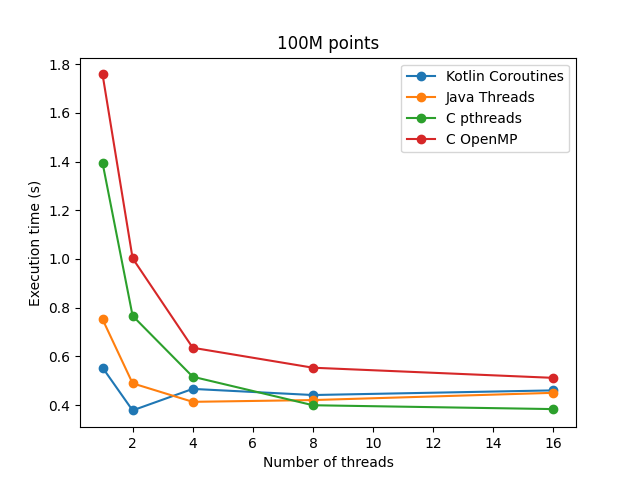 100M points
Execution time (s)
1.8
1.6
1.4
1.2
1.0
0.8
0.6
0.4
Kotlin Coroutines
Java Threads
C pthreads
C OpenMP
2 4 6 8 10 12 14 16
Number of threads